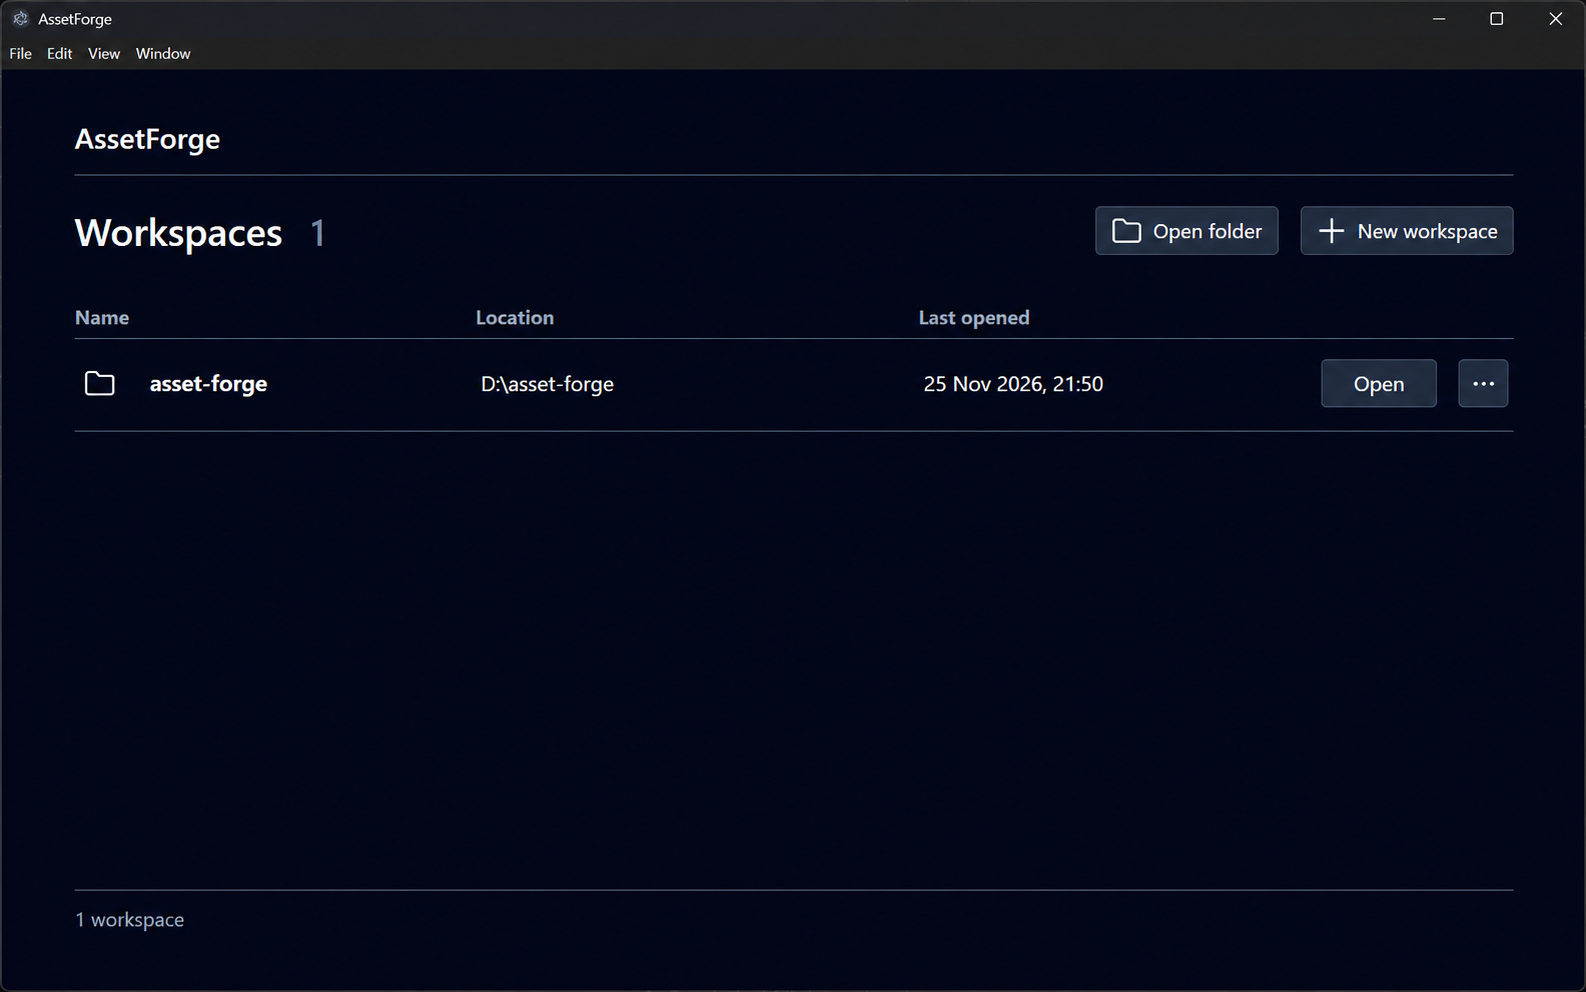 AssetForge
File Edit View Window
AssetForge
Workspaces 1
Open folder
New workspace
Name Location Last opened
asset-forge D:\asset-forge 25 Nov 2026, 21:50 Open ...
1 workspace